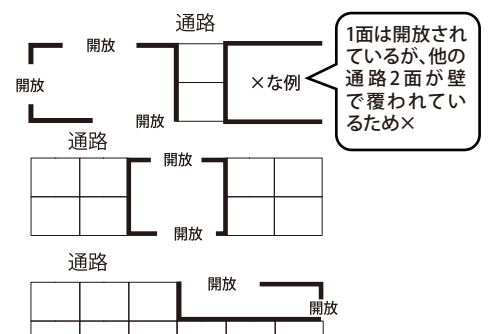 通路
開放
開放
開放
×な例
1面は開放され
ているが、他の
通路2面が壁
で覆われてい
るため×
通路
開放
開放
通路
開放
開放